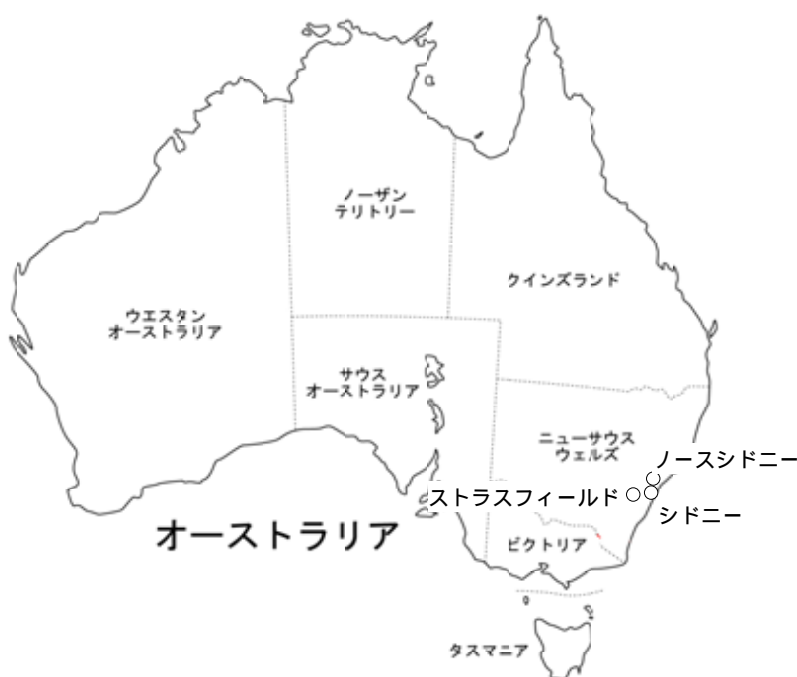 ノーザン
テリトリー
クインズランド
ウエスタン
オーストラリア
サウス
オーストラリア
ニューサウス
ウェルズ
ノースシドニー
ストラスフィールド
シドニー
オーストラリア
ビクトリア
タスマニア